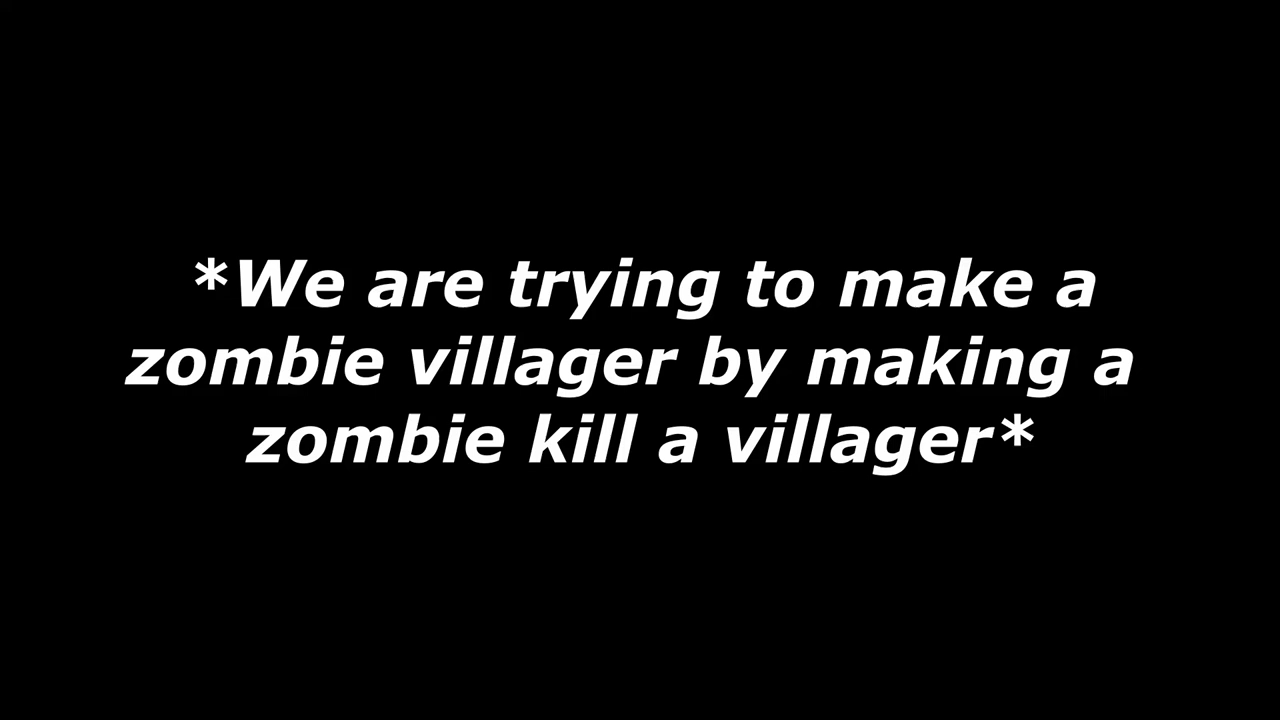 *We are trying to make a
zombie villager by making a
zombie kill a villager*